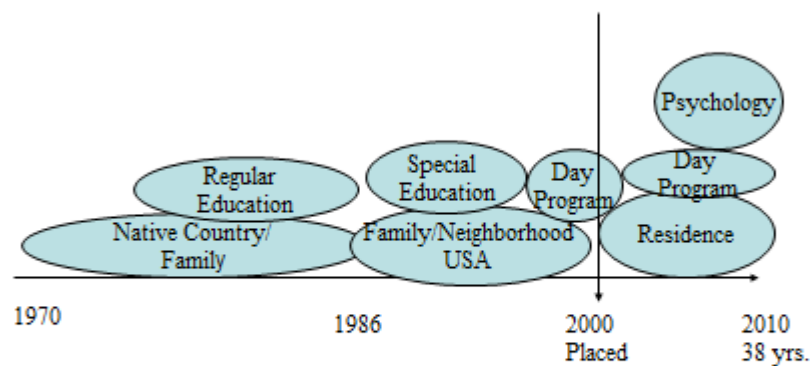 Psychology
Regular
Education
Special
Education
Day
Program
Day
Program
Native Country/
Family
Family/Neighborhood
USA
Residence
1970
1986
2000
Placed
2010
38 yrs.